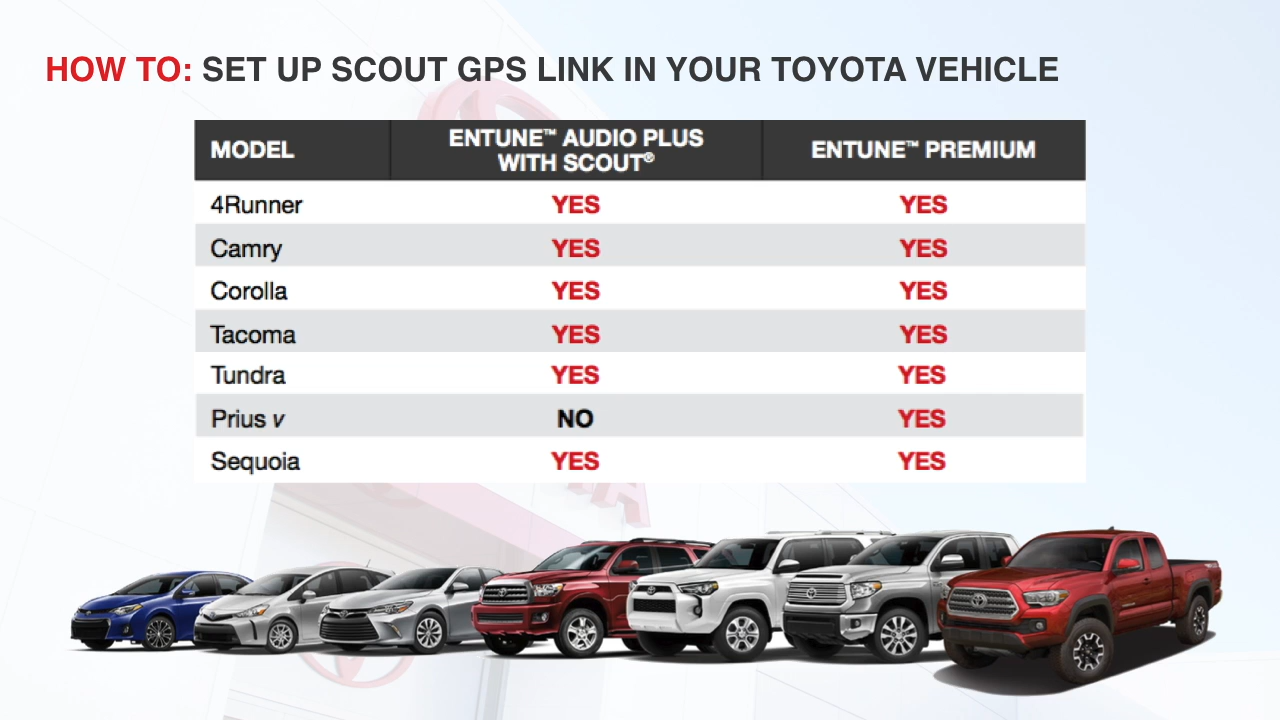 HOW TO: SET UP SCOUT GPS LINK IN YOUR TOYOTA VEHICLE
MODEL ENTUNE™ AUDIO PLUS WITH SCOUT® ENTUNE™ PREMIUM
4Runner YES YES
Camry YES YES
Corolla YES YES
Tacoma YES YES
Tundra YES YES
Prius v NO YES
Sequoia YES YES